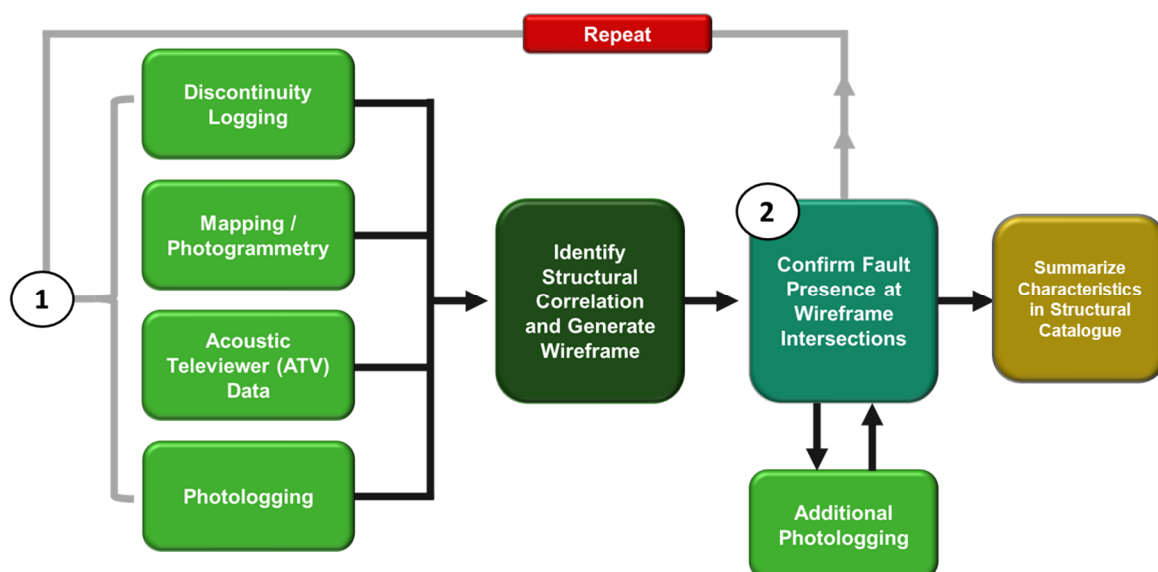 Repeat
1
Discontinuity
Logging
Mapping /
Photogrammetry
Acoustic
Televiewer (ATV)
Data
Photologging
Identify
Structural
Correlation
and Generate
Wireframe
2
Confirm Fault
Presence at
Wireframe
Intersections
Additional
Photologging
Summarize
Characteristics
in Structural
Catalogue